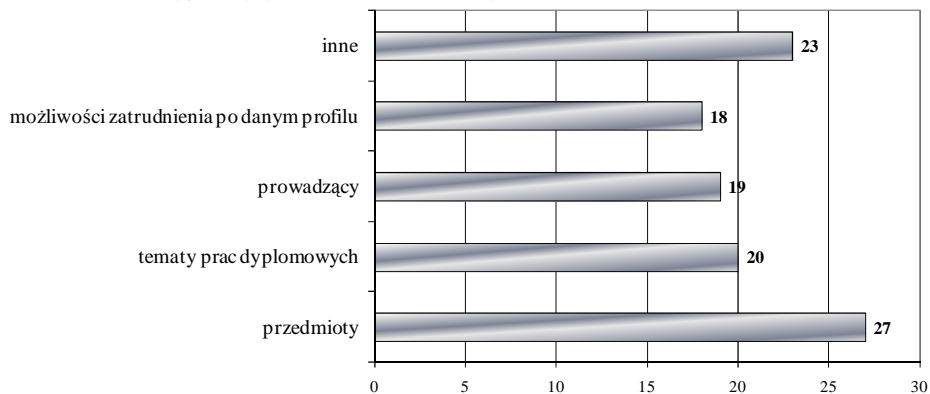 inne
23
możliwości zatrudnienia po danym profilu
18
prowadzący
19
tematy prac dyplomowych
20
przedmioty
27
0 5 10 15 20 25 30